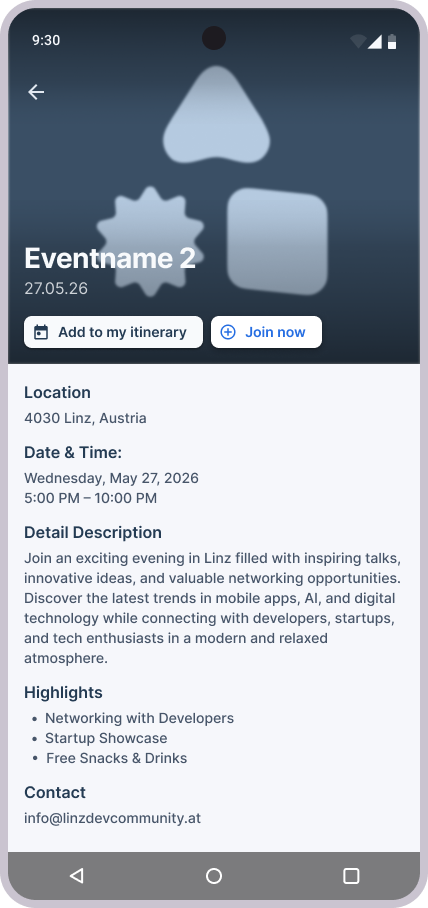 9:30
Eventname 2
27.05.26
Add to my itinerary
Join now
Location
4030 Linz, Austria
Date & Time:
Wednesday, May 27, 2026
5:00 PM – 10:00 PM
Detail Description
Join an exciting evening in Linz filled with inspiring talks,
innovative ideas, and valuable networking opportunities.
Discover the latest trends in mobile apps, AI, and digital
technology while connecting with developers, startups,
and tech enthusiasts in a modern and relaxed
atmosphere.
Highlights
• Networking with Developers
• Startup Showcase
• Free Snacks & Drinks
Contact
info@linzdevcommunity.at